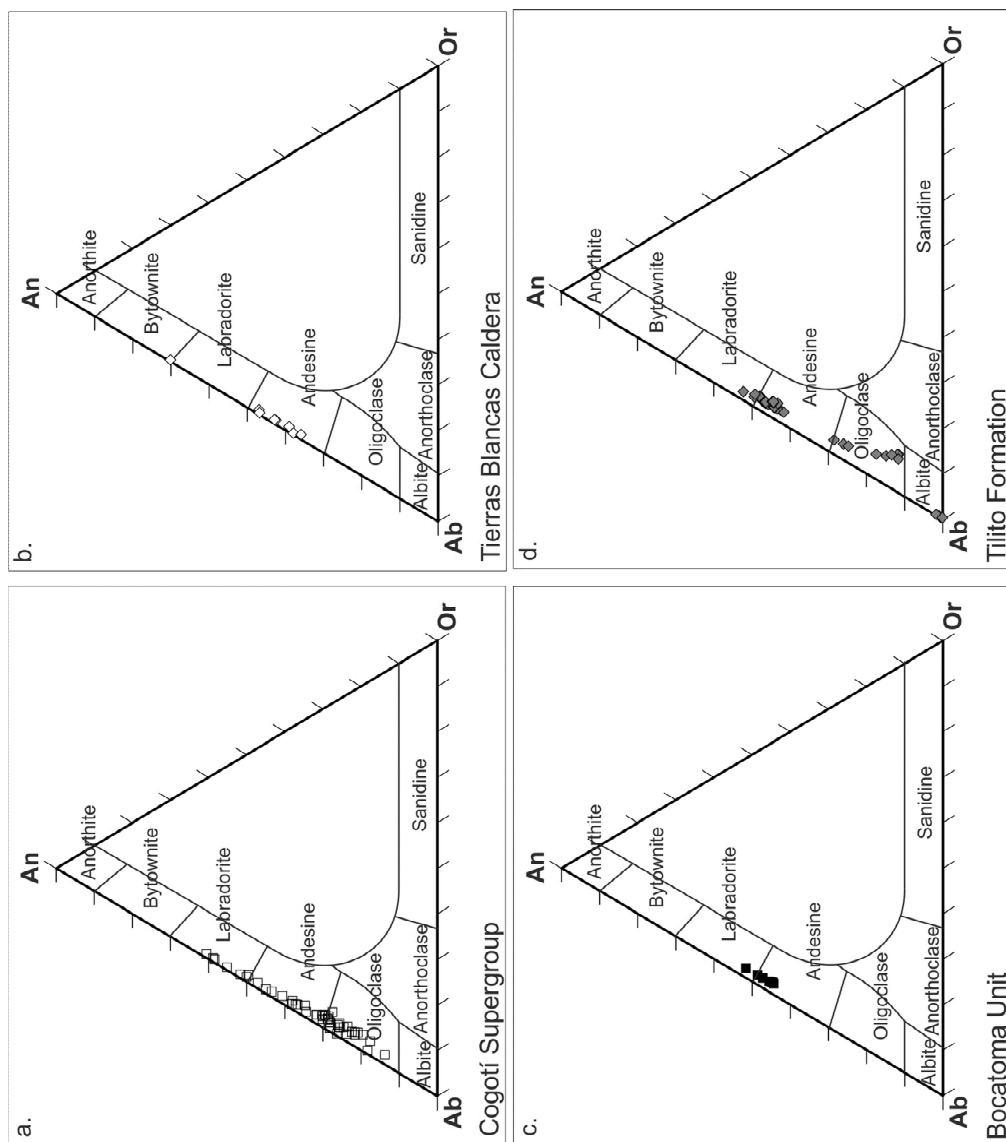 a.
An
Anorthite
Bytownite
Labradorite
Andesine
Oligoclase
Albite
Anorthoclase
Sanidine
Ab
Or
Cogotí Supergroup
b.
An
Anorthite
Bytownite
Labradorite
Andesine
Oligoclase
Albite
Anorthoclase
Sanidine
Ab
Or
Tierras Blancas Caldera
c.
An
Anorthite
Bytownite
Labradorite
Andesine
Oligoclase
Albite
Anorthoclase
Sanidine
Ab
Or
Bocatoma Unit
d.
An
Anorthite
Bytownite
Labradorite
Andesine
Oligoclase
Albite
Anorthoclase
Sanidine
Ab
Or
Tilito Formation